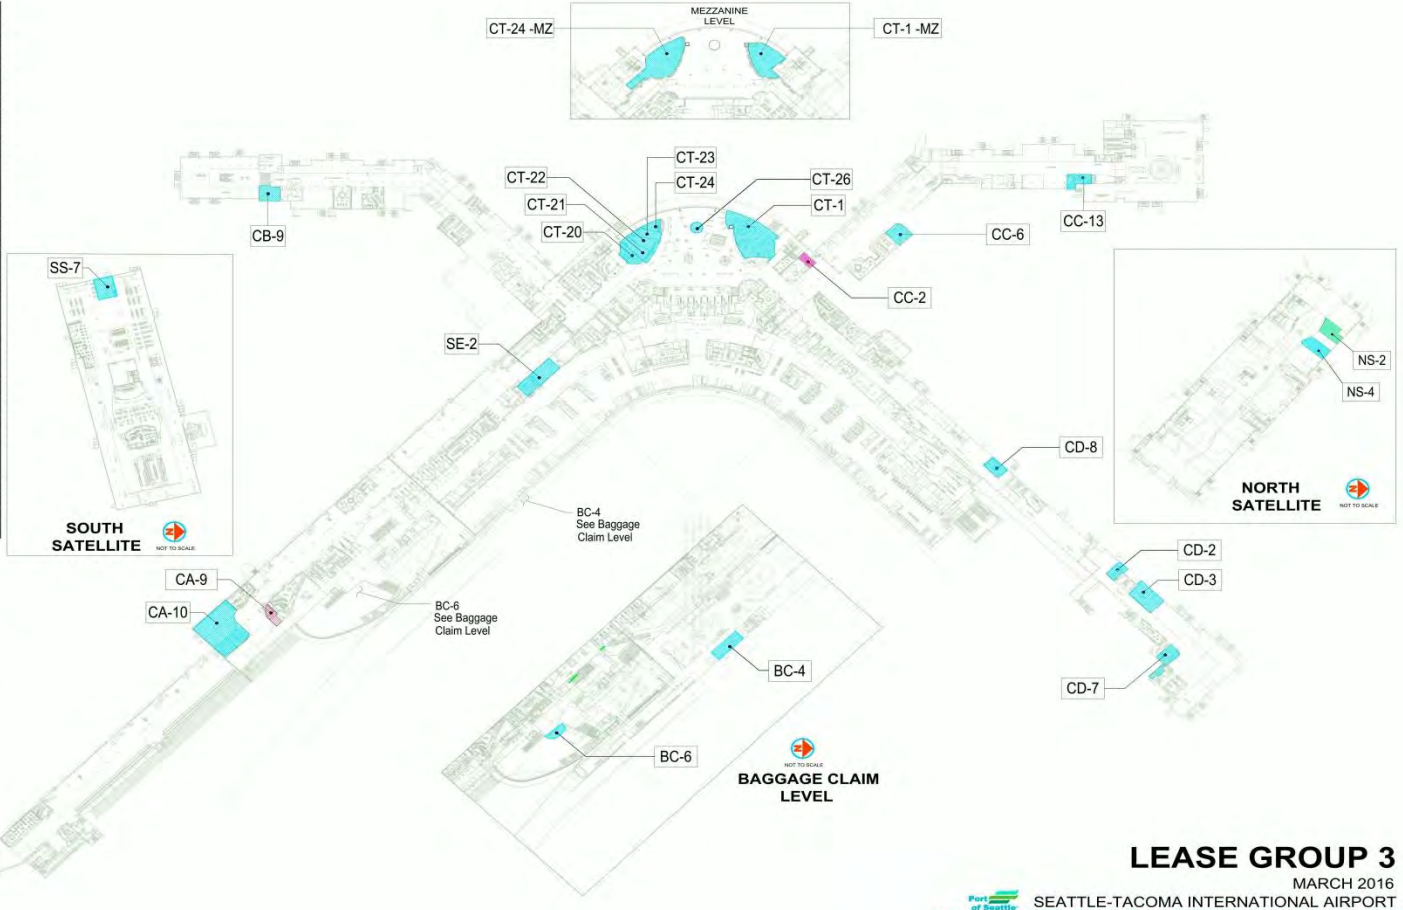 MEZZANINE
LEVEL
CT-24 -MZ
CT-1 -MZ
CT-23
CT-22
CT-24
CT-26
CT-21
CT-1
CT-20
CB-9
CC-6
CC-13
CC-2
SS-7
SE-2
NS-2
NS-4
CD-8
NORTH
SATELLITE
NOT TO SCALE
SOUTH
SATELLITE
NOT TO SCALE
BC-4
See Baggage
Claim Level
CD-2
CD-3
CA-9
CA-10
BC-6
See Baggage
Claim Level
BC-4
CD-7
BC-6
NOT TO SCALE
BAGGAGE CLAIM
LEVEL
LEASE GROUP 3
MARCH 2016
Port
of Seattle
SEATTLE-TACOMA INTERNATIONAL AIRPORT